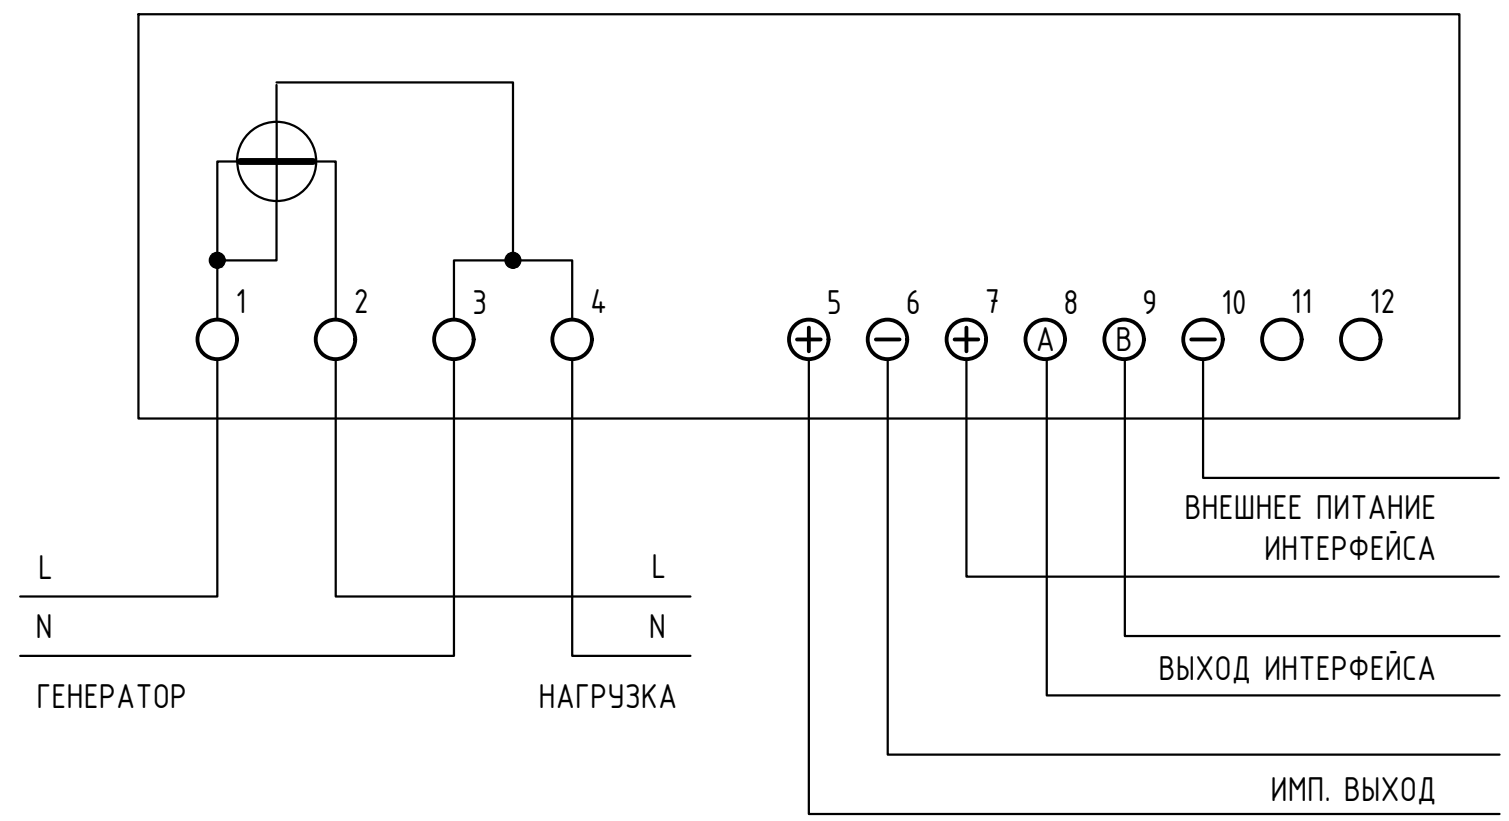 1 2 3 4 5 6 7 8 9 10 11 12
A B
ВНЕШНЕЕ ПИТАНИЕ
ИНТЕРФЕЙСА
L L
N N
ВЫХОД ИНТЕРФЕЙСА
ГЕНЕРАТОР НАГРУЗКА
ИМП. ВЫХОД